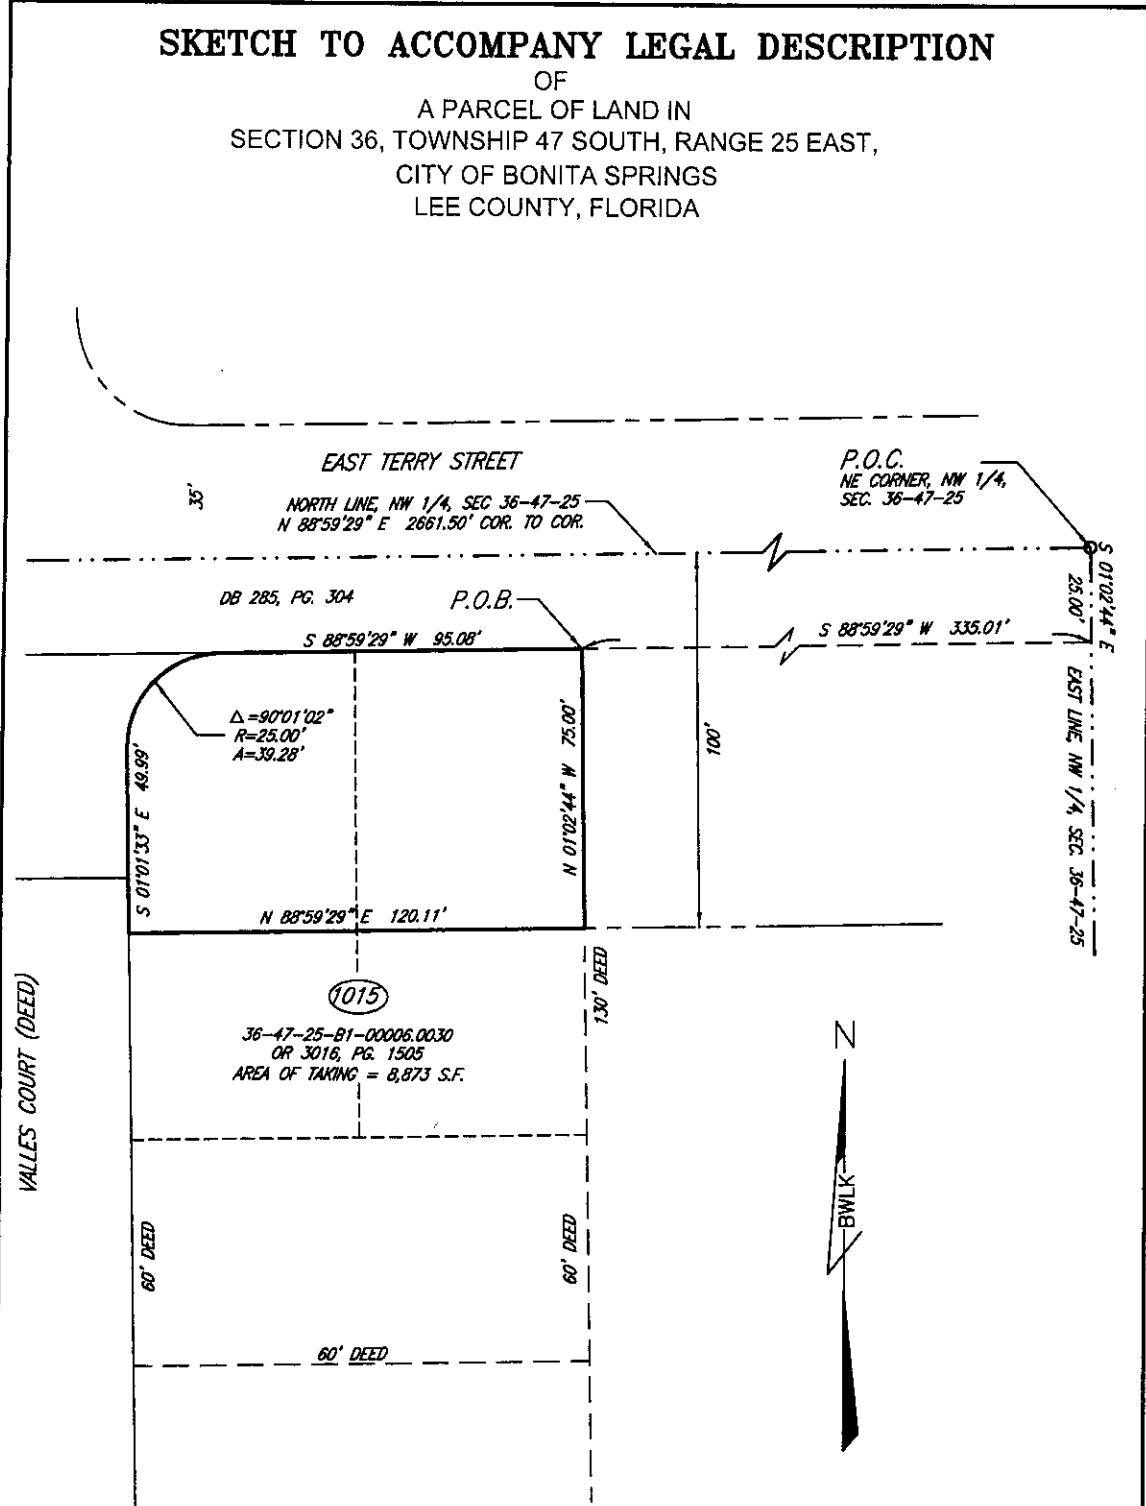 SKETCH TO ACCOMPANY LEGAL DESCRIPTION
OF
A PARCEL OF LAND IN
SECTION 36, TOWNSHIP 47 SOUTH, RANGE 25 EAST,
CITY OF BONITA SPRINGS
LEE COUNTY, FLORIDA
EAST TERRY STREET
35'
NORTH LINE, NW 1/4, SEC 36-47-25
N 88°59'29" E 2661.50' COR. TO COR.
P.O.C.
NE CORNER, NW 1/4,
SEC. 36-47-25
S 01°02'44" E
25.00'
DB 285, PG. 304
P.O.B.
S 88°59'29" W 95.08'
S 88°59'29" W 335.01'
EAST LINE, NW 1/4, SEC. 36-47-25
Δ=90°01'02"
R=25.00'
A=39.28'
S 01°01'33" E 49.99'
N 01°02'44" W 75.00'
100'
N 88°59'29" E 120.11'
130' DEED
1015
36-47-25-B1-00006.0030
OR 3016, PG. 1505
AREA OF TAKING = 8,873 S.F.
VALLES COURT (DEED)
N
BWLK
60' DEED
60' DEED
60' DEED